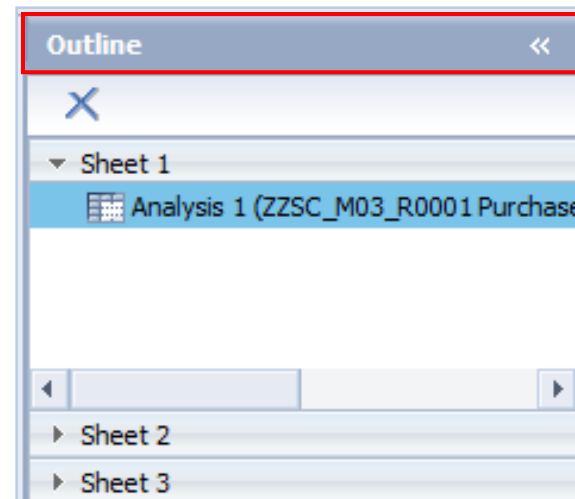 Outline
Sheet 1
Analysis 1 (ZZSC_M03_R0001 Purchase
Sheet 2
Sheet 3